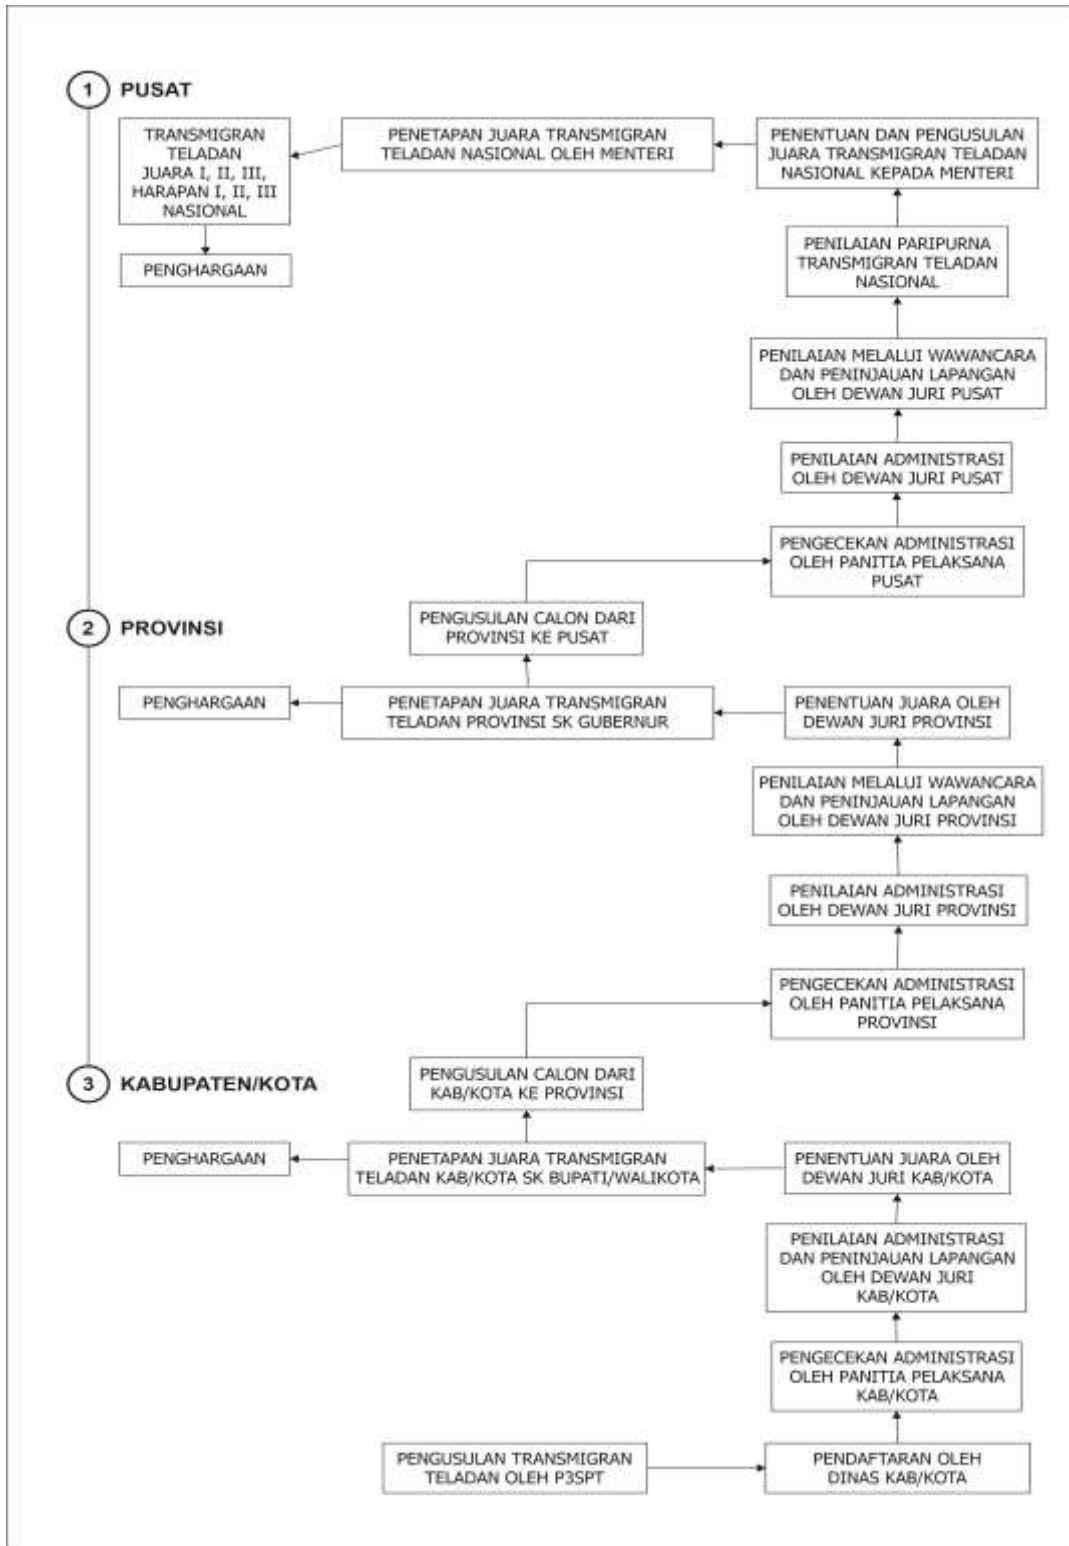 1 PUSAT
TRANSMIGRAN
TELADAN
JUARA I, II, III,
HARAPAN I, II, III
NASIONAL
PENETAPAN JUARA TRANSMIGRAN
TELADAN NASIONAL OLEH MENTERI
PENENTUAN DAN PENGUSULAN
JUARA TRANSMIGRAN TELADAN
NASIONAL KEPADA MENTERI
PENGHARGAAN
PENILAIAN PARIPURNA
TRANSMIGRAN TELADAN
NASIONAL
PENILAIAN MELALUI WAWANCARA
DAN PENINJAUAN LAPANGAN
OLEH DEWAN JURI PUSAT
PENILAIAN ADMINISTRASI
OLEH DEWAN JURI PUSAT
PENGECEKAN ADMINISTRASI
OLEH PANITIA PELAKSANA
PUSAT
2 PROVINSI
PENGUSULAN CALON DARI
PROVINSI KE PUSAT
PENGHARGAAN
PENETAPAN JUARA TRANSMIGRAN
TELADAN PROVINSI SK GUBERNUR
PENENTUAN JUARA OLEH
DEWAN JURI PROVINSI
PENILAIAN MELALUI WAWANCARA
DAN PENINJAUAN LAPANGAN
OLEH DEWAN JURI PROVINSI
PENILAIAN ADMINISTRASI
OLEH DEWAN JURI PROVINSI
PENGECEKAN ADMINISTRASI
OLEH PANITIA PELAKSANA
PROVINSI
3 KABUPATEN/KOTA
PENGUSULAN CALON DARI
KAB/KOTA KE PROVINSI
PENGHARGAAN
PENETAPAN JUARA TRANSMIGRAN
TELADAN KAB/KOTA SK BUPATI/WALIKOTA
PENENTUAN JUARA OLEH
DEWAN JURI KAB/KOTA
PENILAIAN ADMINISTRASI
DAN PENINJAUAN LAPANGAN
OLEH DEWAN JURI
KAB/KOTA
PENGECEKAN ADMINISTRASI
OLEH PANITIA PELAKSANA
KAB/KOTA
PENGUSULAN TRANSMIGRAN
TELADAN OLEH P3SPT
PENDAFTARAN OLEH
DINAS KAB/KOTA